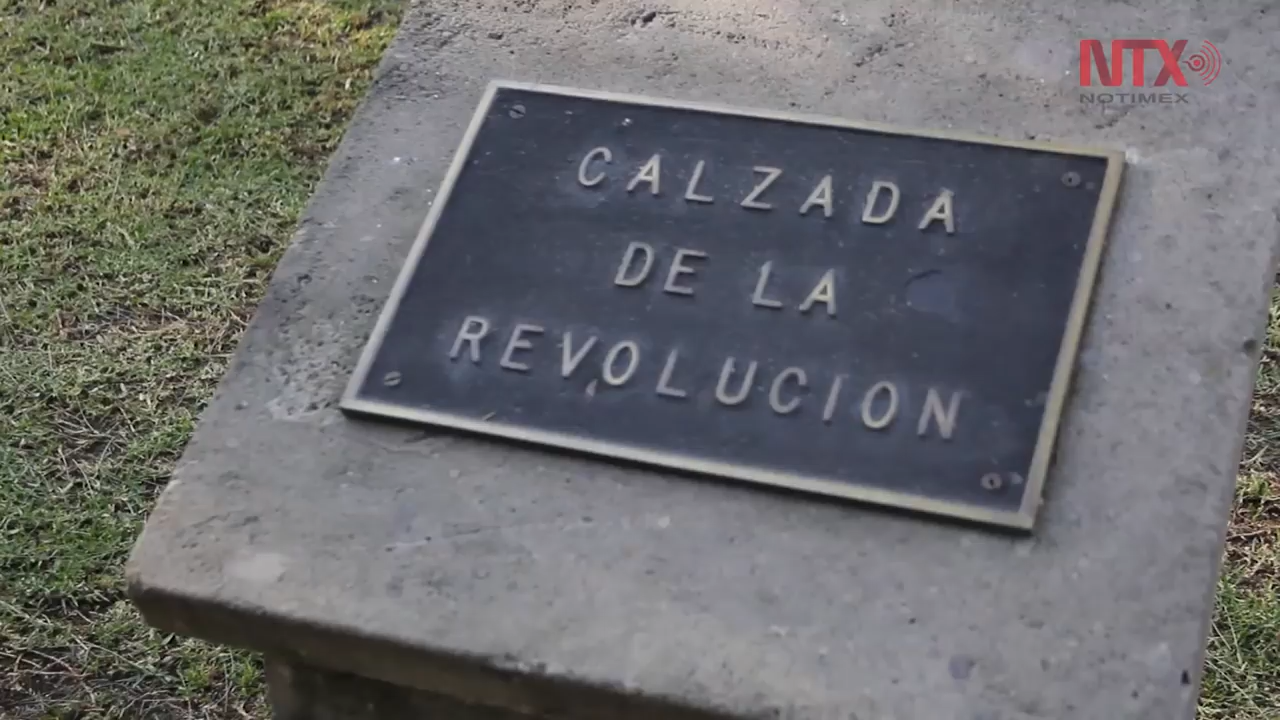 NTX
NOTIMEX
CALZADA
DE LA
REVOLUCION